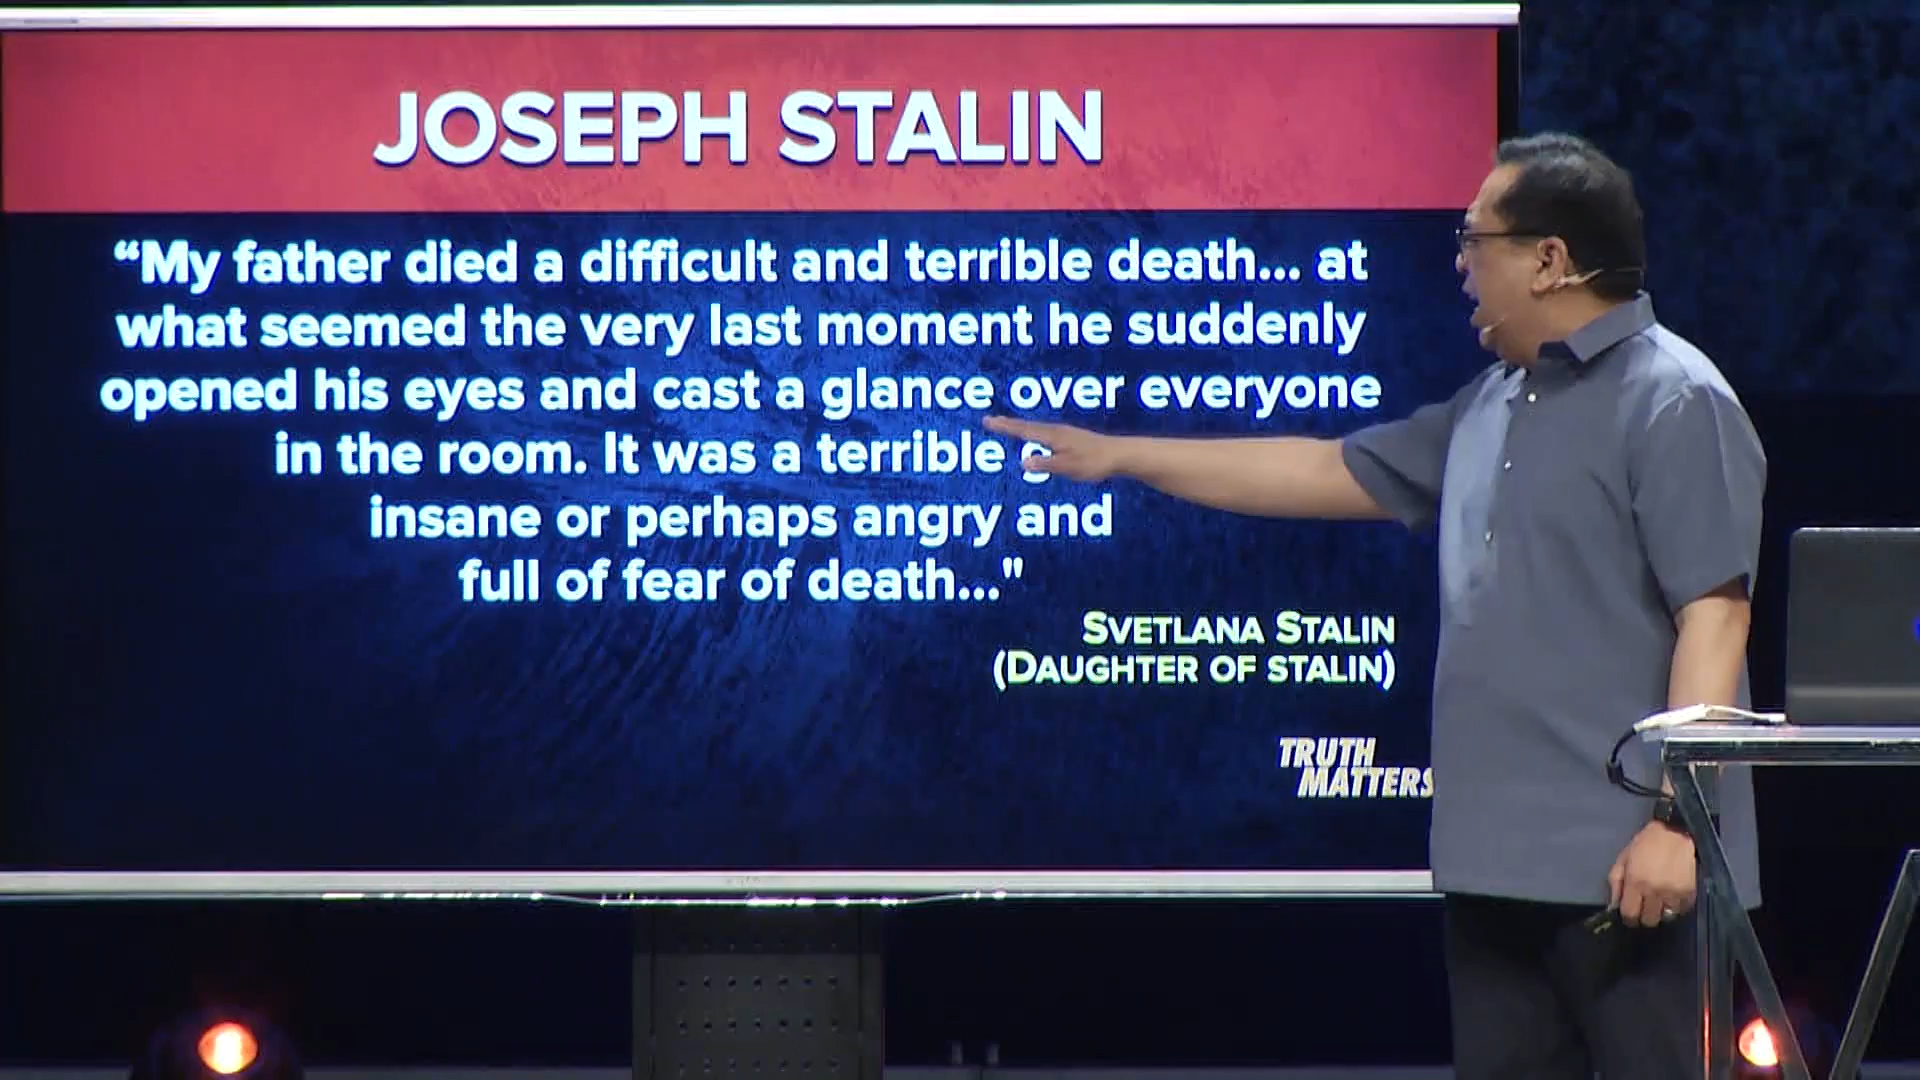 JOSEPH STALIN
“My father died a difficult and terrible death... at
what seemed the very last moment he suddenly
opened his eyes and cast a glance over everyone
in the room. It was a terrible
insane or perhaps angry and
full of fear of death..."
SVETLANA STALIN
(DAUGHTER OF STALIN)
TRUTH
MATTERS